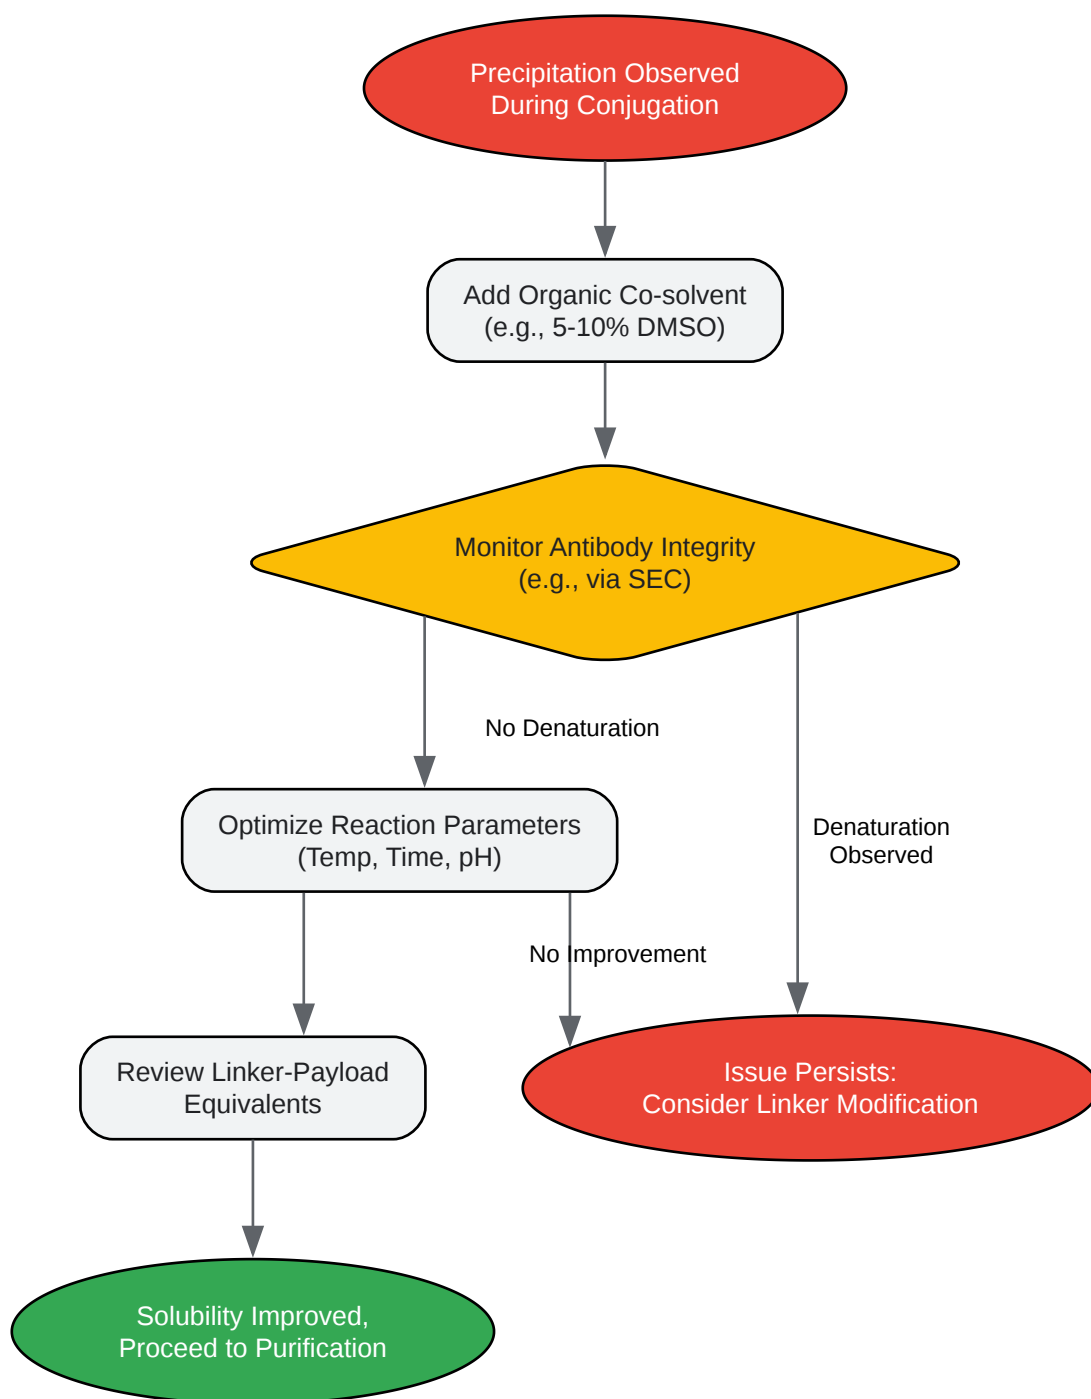 Precipitation Observed
During Conjugation
Add Organic Co-solvent
(e.g., 5-10% DMSO)
Monitor Antibody Integrity
(e.g., via SEC)
No Denaturation
Optimize Reaction Parameters
(Temp, Time, pH)
Denaturation
Observed
No Improvement
Review Linker-Payload
Equivalents
Issue Persists:
Consider Linker Modification
Solubility Improved,
Proceed to Purification